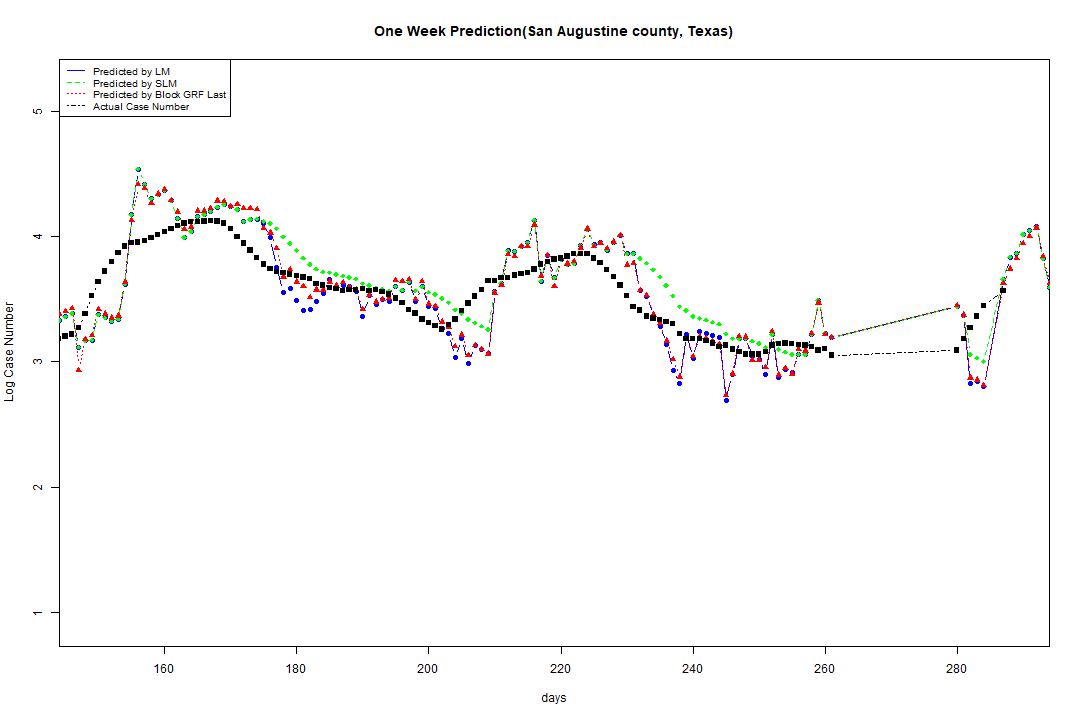 One Week Prediction(San Augustine county, Texas)
Predicted by LM
Predicted by SLM
Predicted by Block GRF Last
Actual Case Number
5
4
3
2
1
Log Case Number
160 180 200 220 240 260 280
days